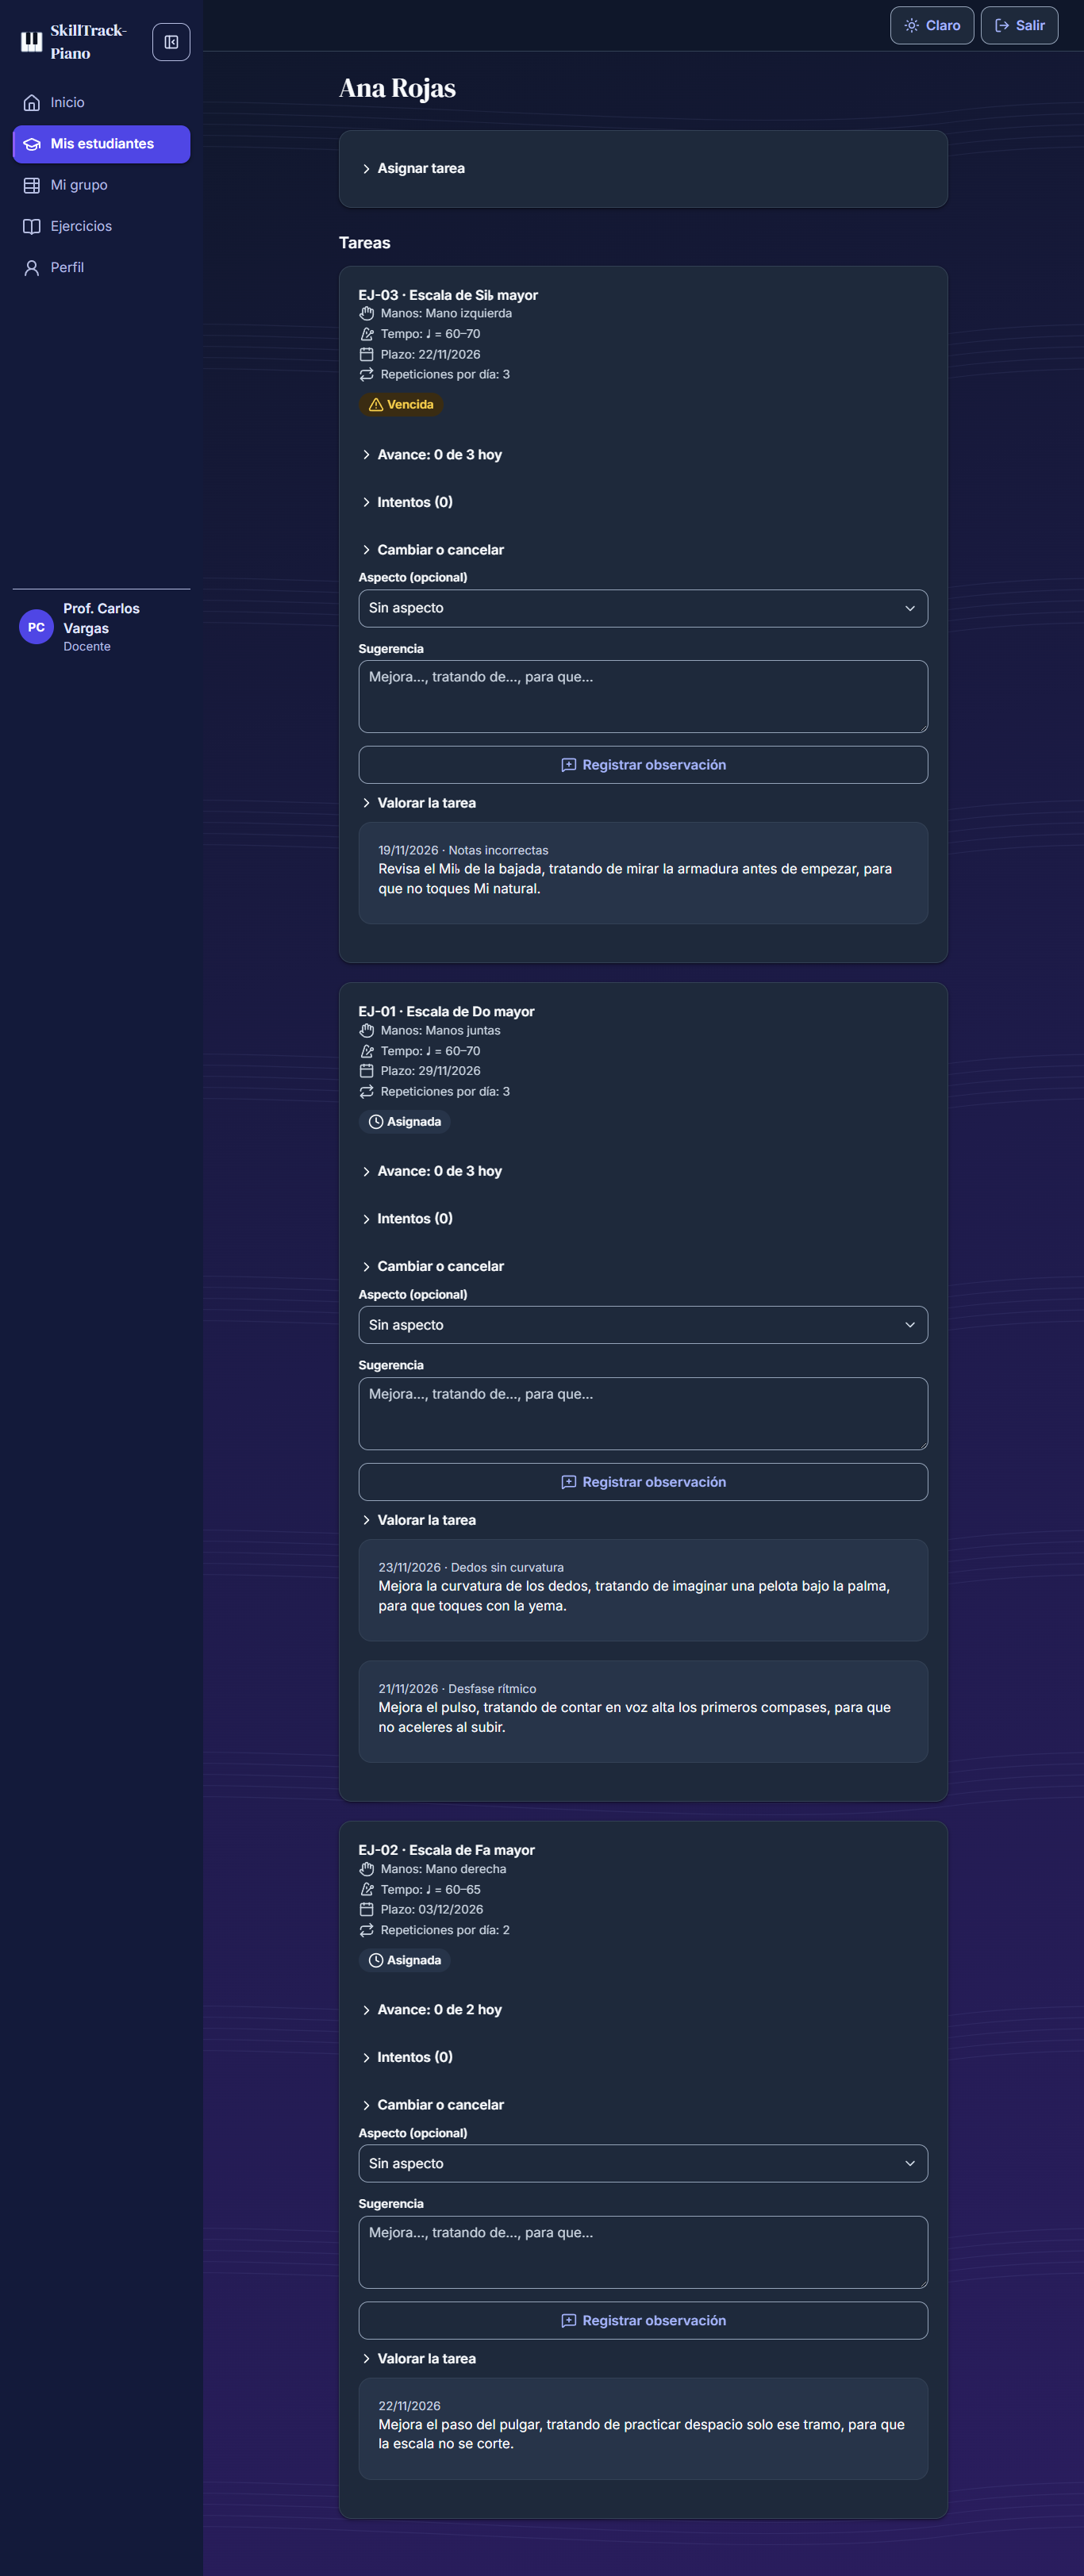 SkillTrack-
Piano
Inicio
Mis estudiantes
Mi grupo
Ejercicios
Perfil
PC
Prof. Carlos
Vargas
Docente
Claro
Salir
Ana Rojas
Asignar tarea
Tareas
EJ-03 · Escala de Si♭ mayor
Manos: Mano izquierda
Tempo: ♩ = 60–70
Plazo: 22/11/2026
Repeticiones por día: 3
Vencida
Avance: 0 de 3 hoy
Intentos (0)
Cambiar o cancelar
Aspecto (opcional)
Sin aspecto
Sugerencia
Mejora..., tratando de..., para que...
Registrar observación
Valorar la tarea
19/11/2026 · Notas incorrectas
Revisa el Mi♭ de la bajada, tratando de mirar la armadura antes de empezar, para
que no toques Mi natural.
EJ-01 · Escala de Do mayor
Manos: Manos juntas
Tempo: ♩ = 60–70
Plazo: 29/11/2026
Repeticiones por día: 3
Asignada
Avance: 0 de 3 hoy
Intentos (0)
Cambiar o cancelar
Aspecto (opcional)
Sin aspecto
Sugerencia
Mejora..., tratando de..., para que...
Registrar observación
Valorar la tarea
23/11/2026 · Dedos sin curvatura
Mejora la curvatura de los dedos, tratando de imaginar una pelota bajo la palma,
para que toques con la yema.
21/11/2026 · Desfase rítmico
Mejora el pulso, tratando de contar en voz alta los primeros compases, para que
no aceleres al subir.
EJ-02 · Escala de Fa mayor
Manos: Mano derecha
Tempo: ♩ = 60–65
Plazo: 03/12/2026
Repeticiones por día: 2
Asignada
Avance: 0 de 2 hoy
Intentos (0)
Cambiar o cancelar
Aspecto (opcional)
Sin aspecto
Sugerencia
Mejora..., tratando de..., para que...
Registrar observación
Valorar la tarea
22/11/2026
Mejora el paso del pulgar, tratando de practicar despacio solo ese tramo, para que
la escala no se corte.